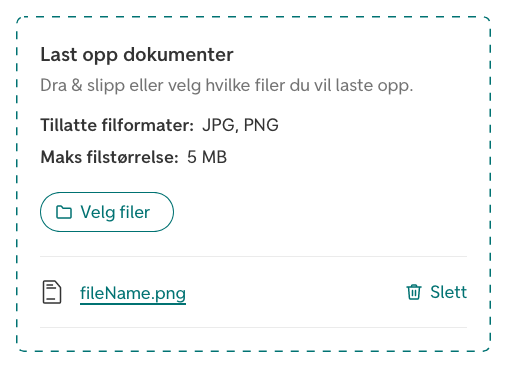 Last opp dokumenter
Dra & slipp eller velg hvilke filer du vil laste opp.
Tillatte filformater: JPG, PNG
Maks filstørrelse: 5 MB
Velg filer
fileName.png Slett